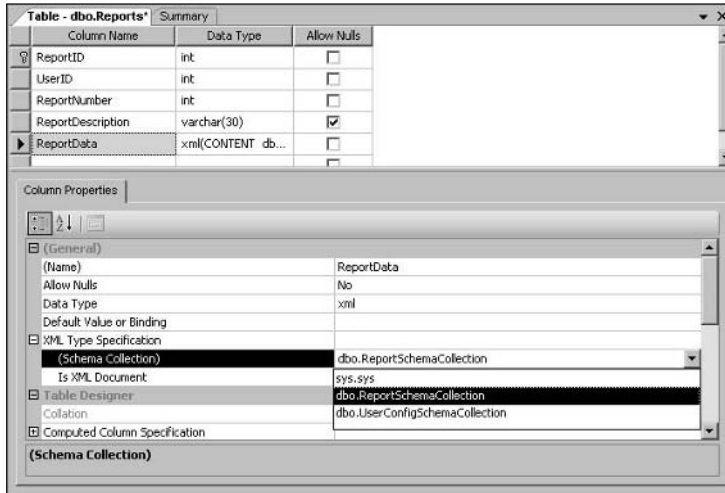 Table - dbo.Reports* Summary
Column Name Data Type Allow Nulls
ReportID int
UserID int
ReportNumber int
ReportDescription varchar(30)
ReportData xml(CONTENT db...
Column Properties
(General)
(Name) ReportData
Allow Nulls No
Data Type xml
Default Value or Binding
XML Type Specification
(Schema Collection) dbo.ReportSchemaCollection
Is XML Document sys.sys
Table Designer dbo.ReportSchemaCollection
Collation dbo.UserConfigSchemaCollection
Computed Column Specification
(Schema Collection)